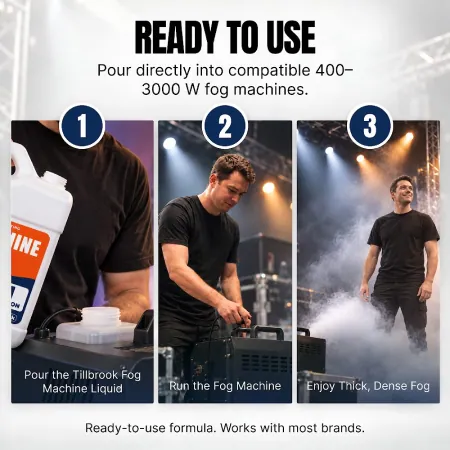 READY TO USE
Pour directly into compatible 400–
3000 W fog machines.
1
2
3
INE
Pour the Tillbrook Fog
Machine Liquid
Run the Fog Machine
Enjoy Thick, Dense Fog
Ready-to-use formula. Works with most brands.